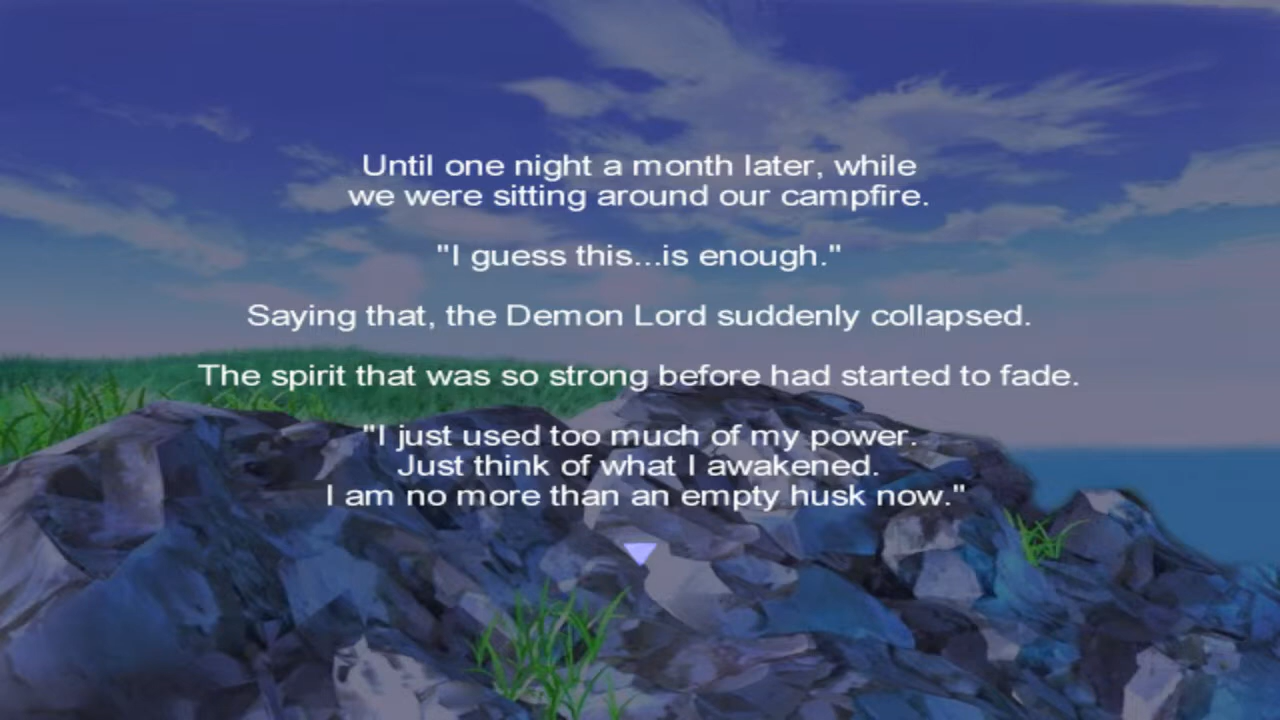 Until one night a month later, while
we were sitting around our campfire.
"I guess this...is enough."
Saying that, the Demon Lord suddenly collapsed.
The spirit that was so strong before had started to fade.
"I just used too much of my power.
Just think of what I awakened.
I am no more than an empty husk now."